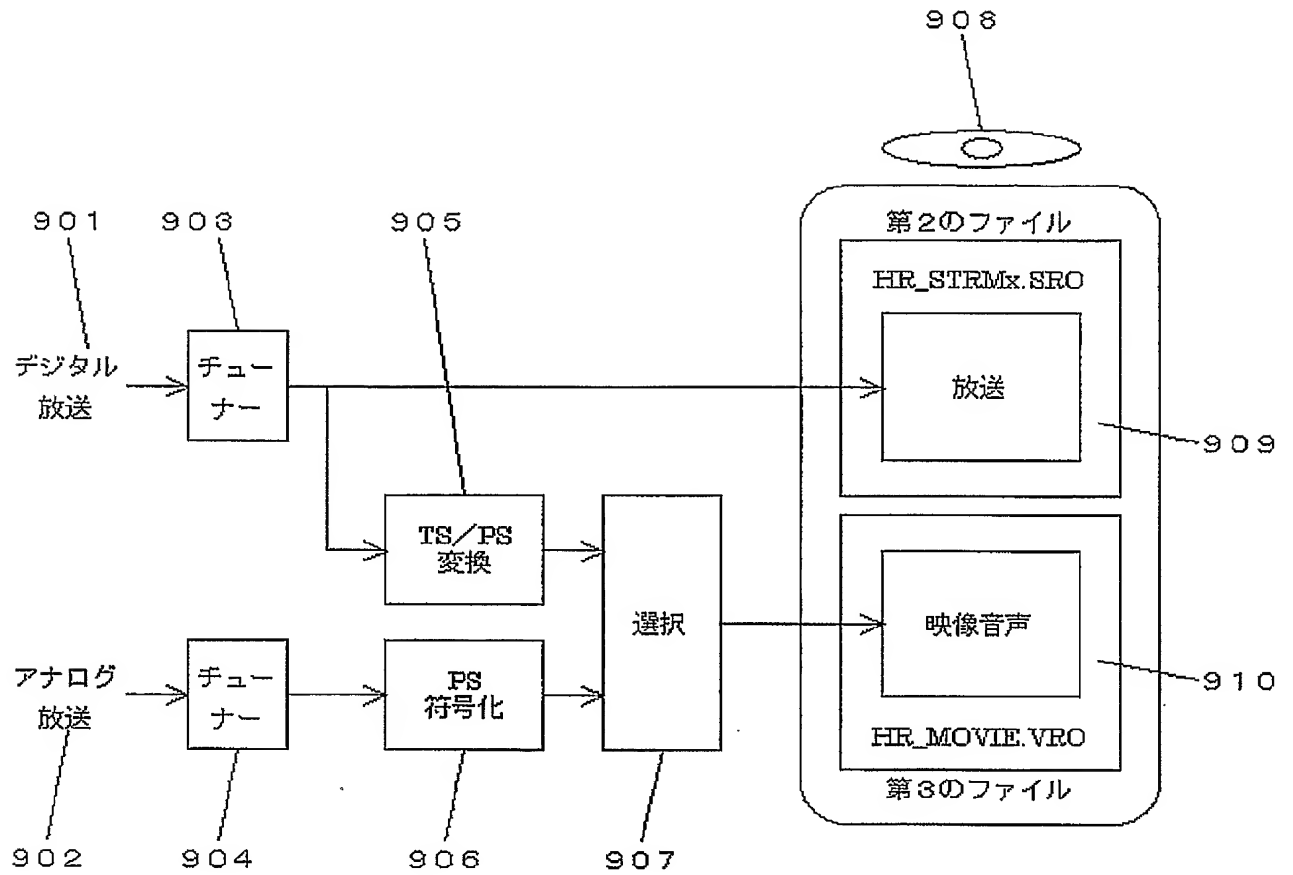 908
901
903
905
第2のファイル
HR_STRMx.SRO
デジタル
放送
チュー
ナー
放送
909
TS／PS
変換
選択
映像音声
アナログ
放送
チュー
ナー
PS
符号化
910
HR_MOVIE.VRO
第3のファイル
902
904
906
907